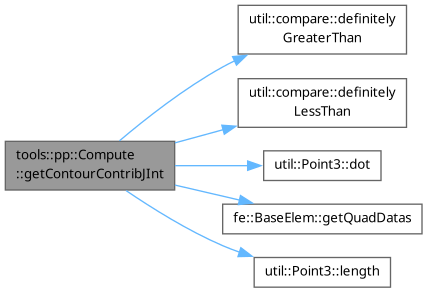 tools::pp::Compute
::getContourContribJInt
util::compare::definitely
GreaterThan
util::compare::definitely
LessThan
util::Point3::dot
fe::BaseElem::getQuadDatas
util::Point3::length